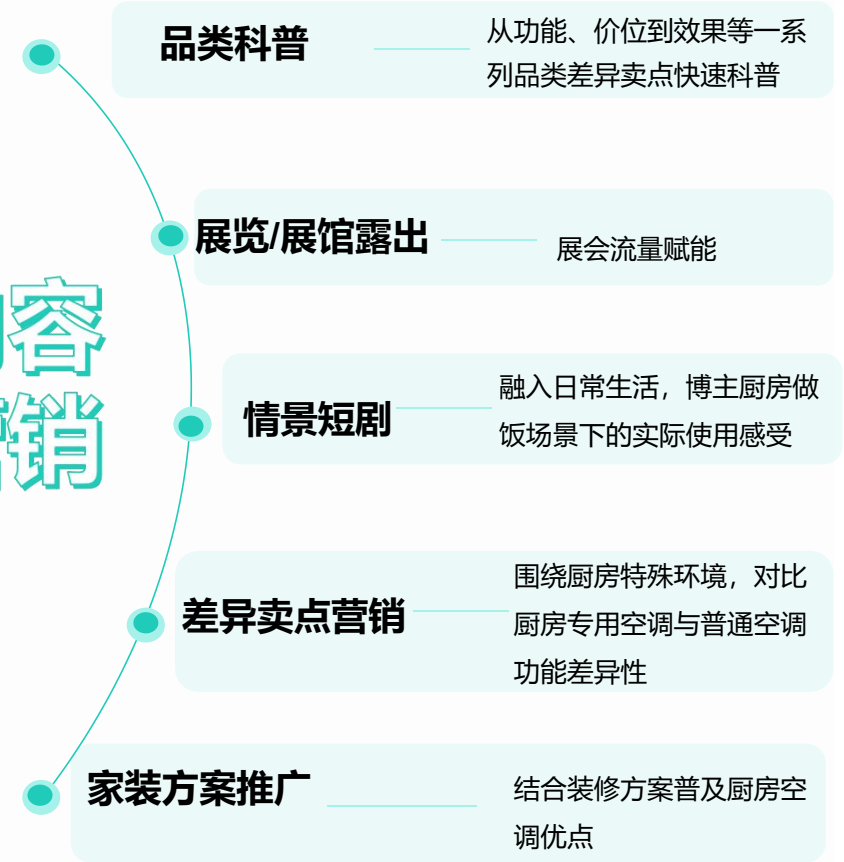 品类科普
从功能、价位到效果等一系
列品类差异卖点快速科普
展览/展馆露出
展会流量赋能
容
销
情景短剧
融入日常生活，博主厨房做
饭场景下的实际使用感受
差异卖点营销
围绕厨房特殊环境，对比
厨房专用空调与普通空调
功能差异性
家装方案推广
结合装修方案普及厨房空
调优点